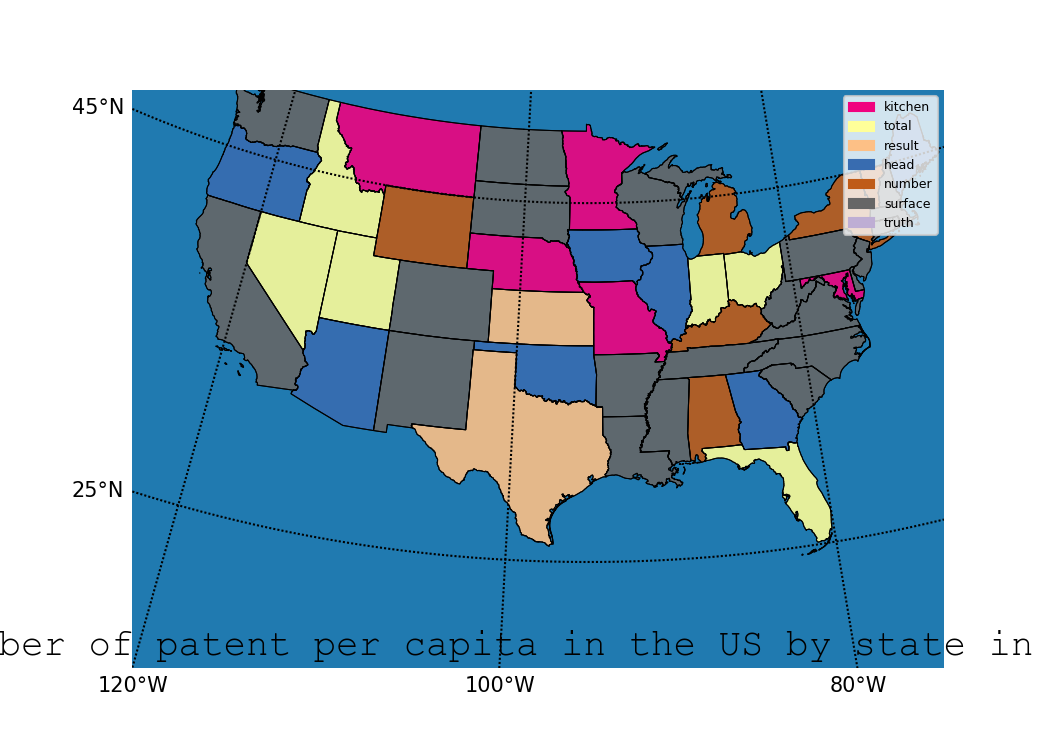 45°N
kitchen
total
result
head
number
surface
truth
25°N
ber of patent per capita in the US by state in
120°W
100°W
80°W